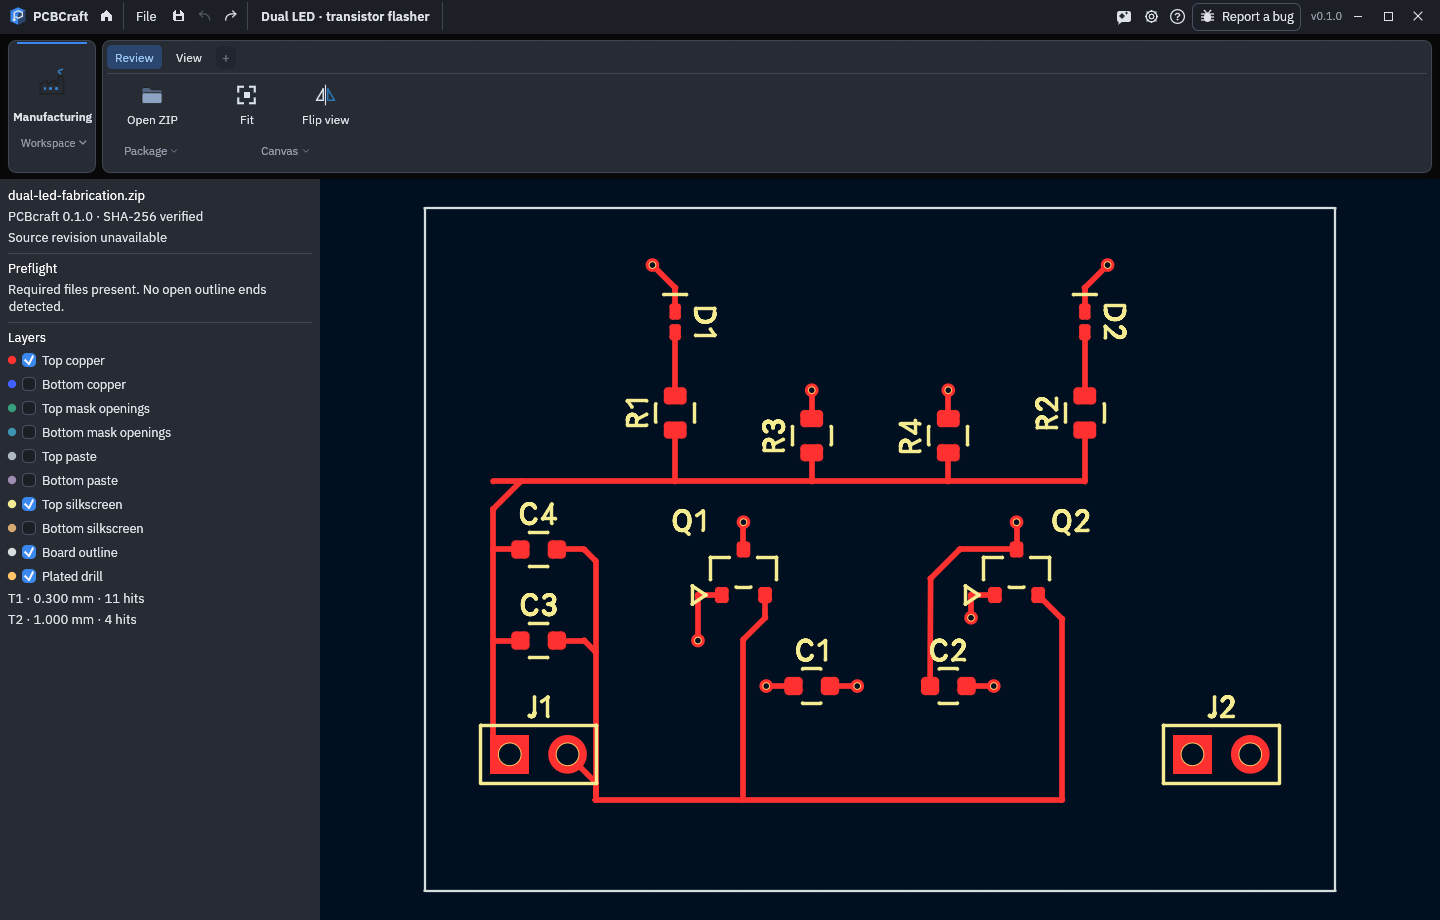 PCBCraft File Dual LED · transistor flasher Report a bug v0.1.0
Manufacturing
Workspace
Review View +
Open ZIP Fit Flip view
Package Canvas
dual-led-fabrication.zip
PCBcraft 0.1.0 · SHA-256 verified
Source revision unavailable
Preflight
Required files present. No open outline ends
detected.
Layers
Top copper
Bottom copper
Top mask openings
Bottom mask openings
Top paste
Bottom paste
Top silkscreen
Bottom silkscreen
Board outline
Plated drill
T1 · 0.300 mm · 11 hits
T2 · 1.000 mm · 4 hits
D1 D2
R1 R3 R4 R2
C4 Q1 Q2
C3
C1 C2
J1 J2